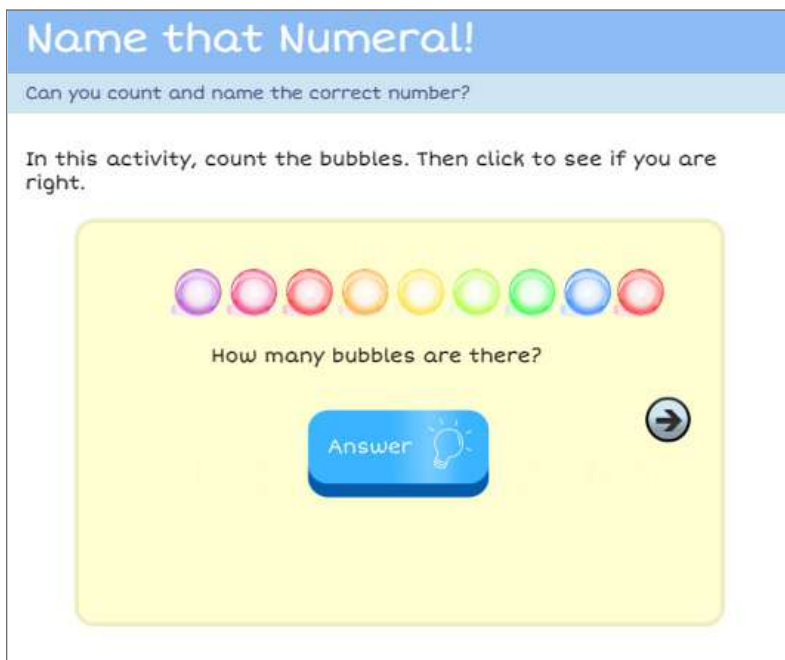 Name that Numeral!
Can you count and name the correct number?
In this activity, count the bubbles. Then click to see if you are
right.
How many bubbles are there?
Answer